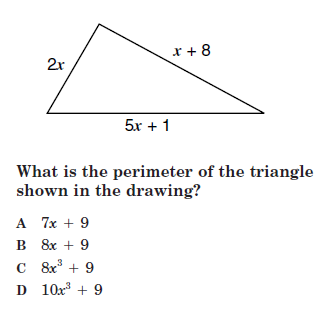 x + 8
2x
5x + 1
What is the perimeter of the triangle
shown in the drawing?
A 7x + 9
B 8x + 9
C 8x³ + 9
D 10x³ + 9